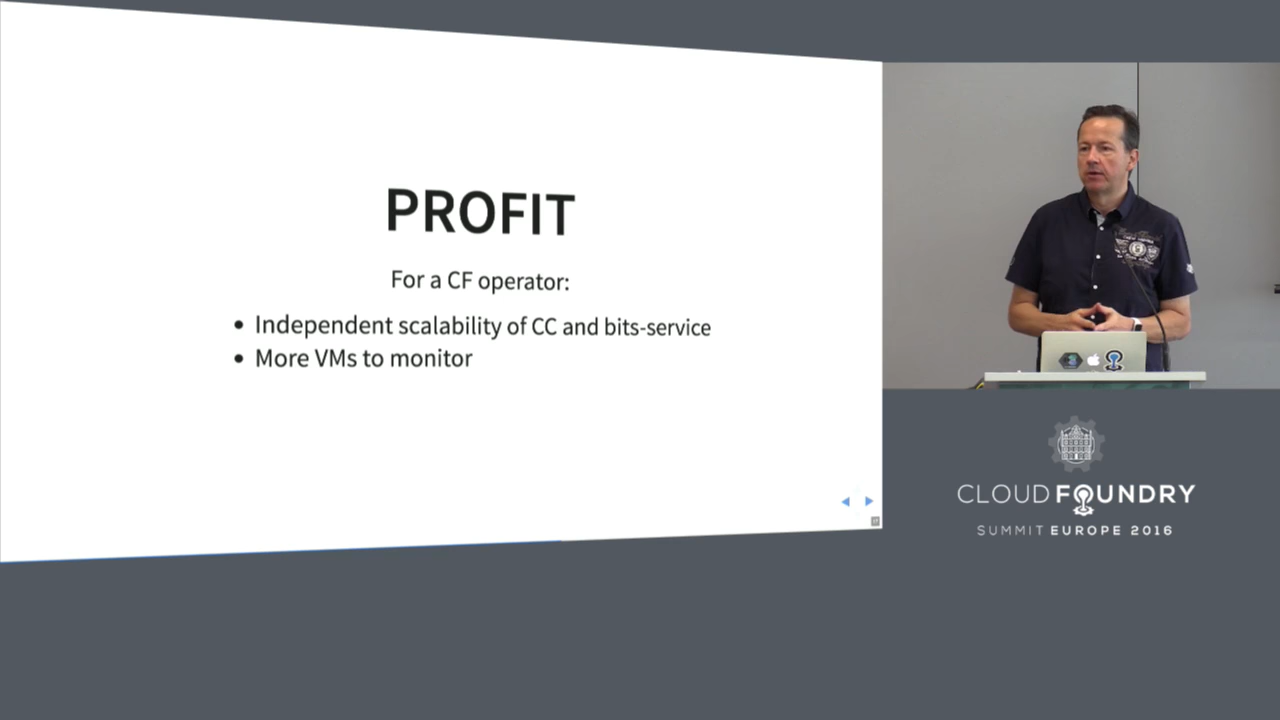 PROFIT
For a CF operator:
• Independent scalability of CC and bits-service
• More VMs to monitor
CLOUD FOUNDRY
SUMMIT EUROPE 2016